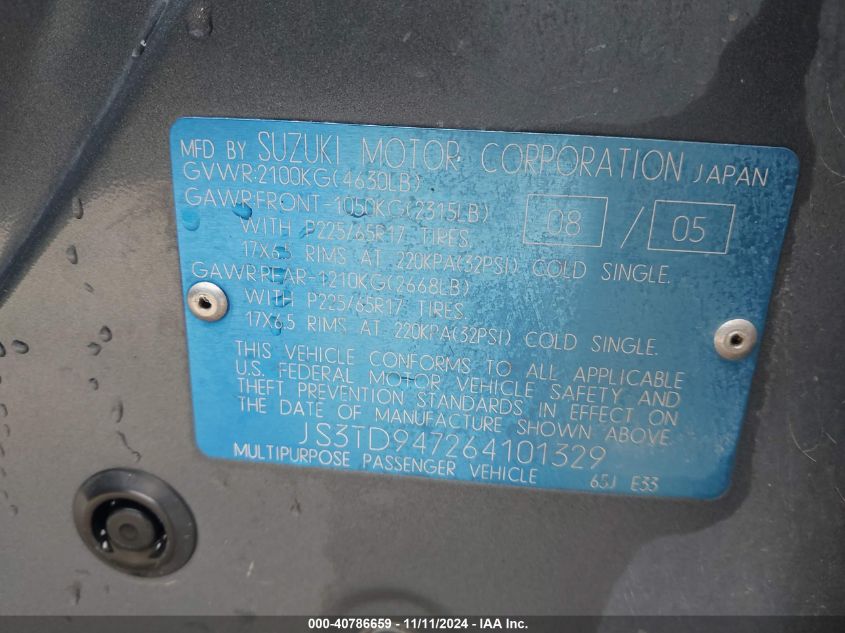 MFD BY SUZUKI MOTOR CORPORATION JAPAN
GVWR:2100KG(4630LB)
GAWR:FRONT-1050KG(2315LB)
08 / 05
WITH P225/65R17 TIRES,
17X6.5 RIMS AT 220KPA(32PSI) COLD SINGLE.
GAWR:REAR-1210KG(2668LB)
WITH P225/65R17 TIRES,
17X6.5 RIMS AT 220KPA(32PSI) COLD SINGLE.
THIS VEHICLE CONFORMS TO ALL APPLICABLE
U.S. FEDERAL MOTOR VEHICLE SAFETY AND
THEFT PREVENTION STANDARDS IN EFFECT ON
THE DATE OF MANUFACTURE SHOWN ABOVE.
JS3TD947264101329
MULTIPURPOSE PASSENGER VEHICLE 65J E33
000-40786659 - 11/11/2024 - IAA Inc.